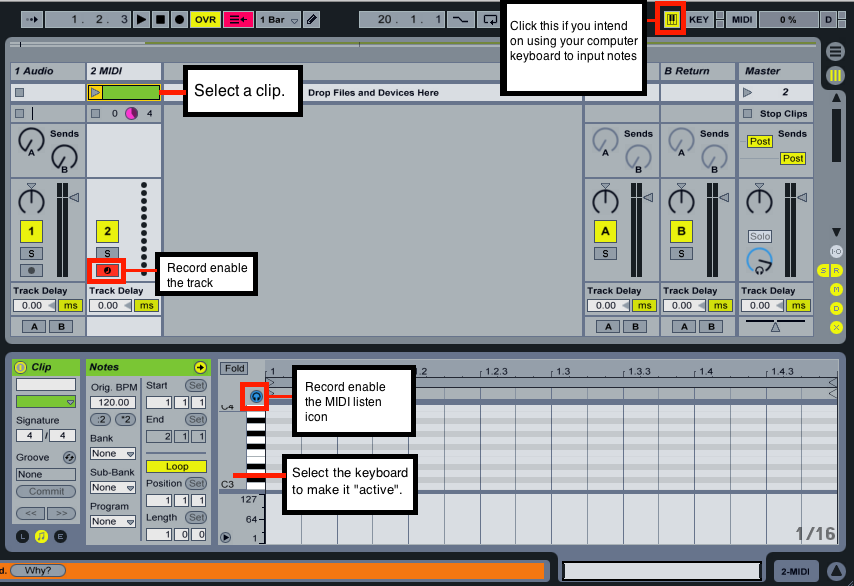 1. 2. 3 OVR 1 Bar 20. 1. 1 KEY MIDI 0 % D
Click this if you intend
on using your computer
keyboard to input notes
1 Audio 2 MIDI B Return Master
Select a clip.
Drop Files and Devices Here 2
0 4 Stop Clips
Sends Sends Sends Sends
A A A Post
B B B Post
1 2 A B
S S S S Solo
Record enable
the track
Track Delay Track Delay Track Delay Track Delay Track Delay
0.00 ms 0.00 ms 0.00 ms 0.00 ms 0.00 ms
A B A B A B
I-O
S R
M
D
X
Clip
Signature
4 / 4
Groove
None
Commit
<< >>
L E
Notes
Orig. BPM
120.00
:2 *2
Bank
None
Sub-Bank
None
Program
None
Start Set
1 1 1
End Set
2 1 1
Loop
Position Set
1 1 1
Length Set
1 0 0
Fold 1 1.2 1.2.3 1.3 1.3.3 1.4 1.4.3
Record enable
the MIDI listen
icon
C4
Select the keyboard
to make it "active".
C3
127
64
1
1/16
d. Why? 2-MIDI